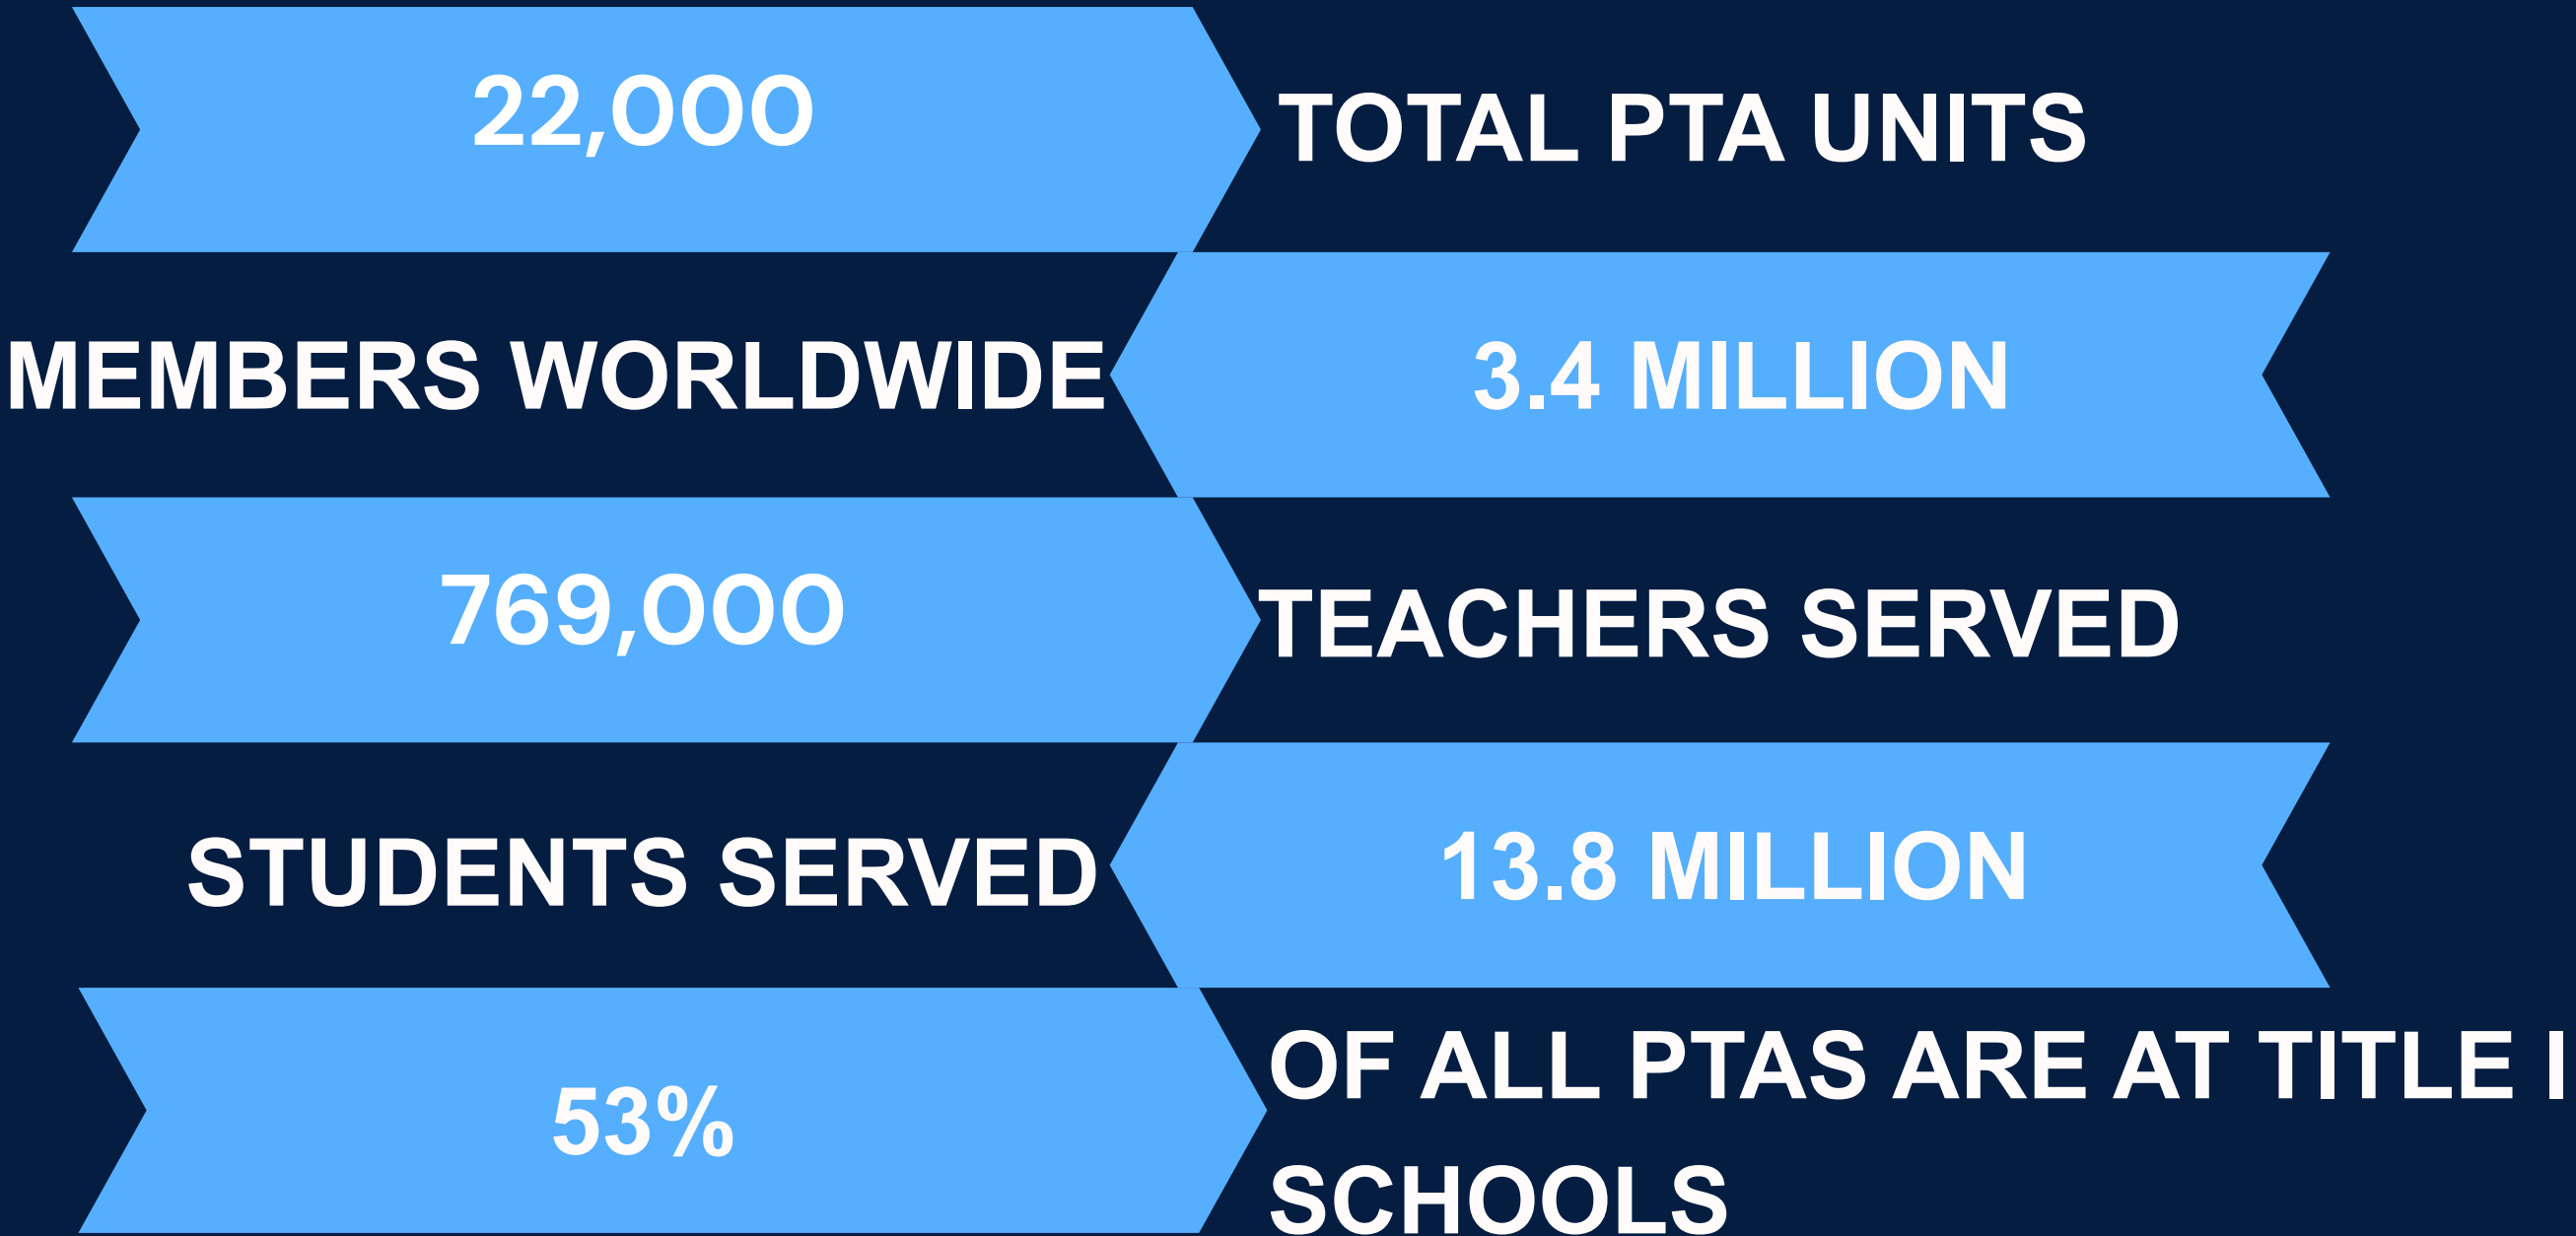 22,000
TOTAL PTA UNITS
MEMBERS WORLDWIDE
3.4 MILLION
769,000
TEACHERS SERVED
STUDENTS SERVED
13.8 MILLION
53%
OF ALL PTAS ARE AT TITLE I
SCHOOLS